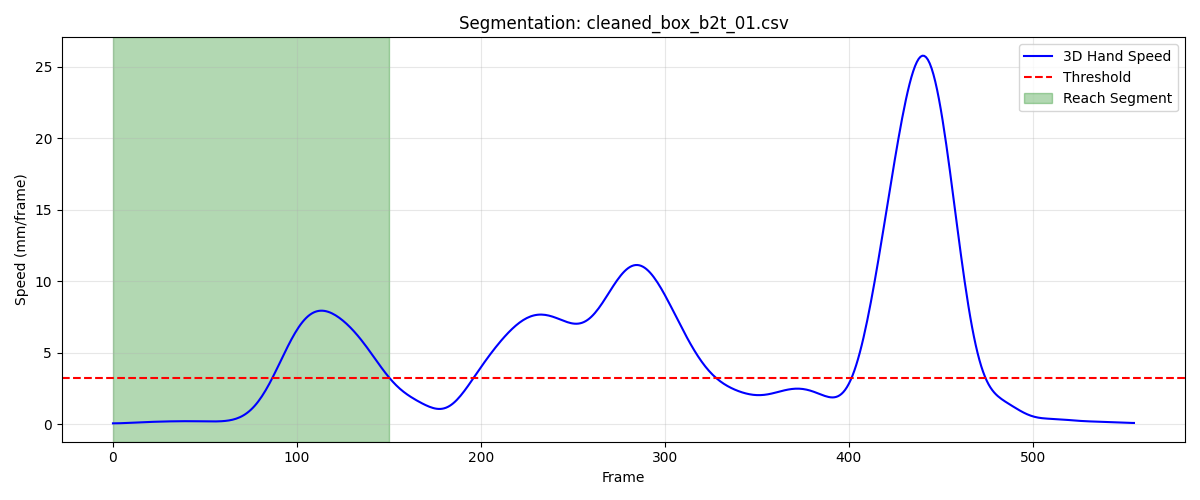 Segmentation: cleaned_box_b2t_01.csv
3D Hand Speed
Threshold
Reach Segment
Speed (mm/frame)
25
20
15
10
5
0
0 100 200 300 400 500
Frame